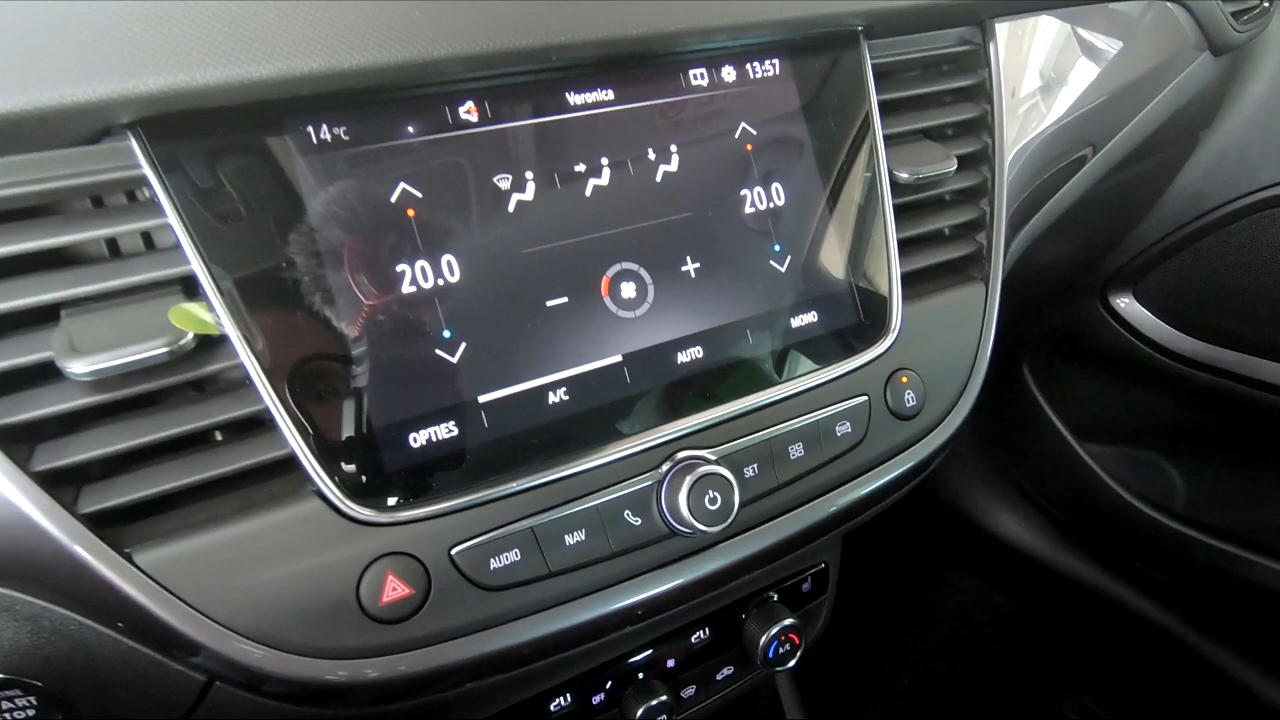 14°C
Veronica
13:57
20.0
20.0
OPTIES
A/C
AUTO
MONO
AUDIO
NAV
SET
OFF
A/C